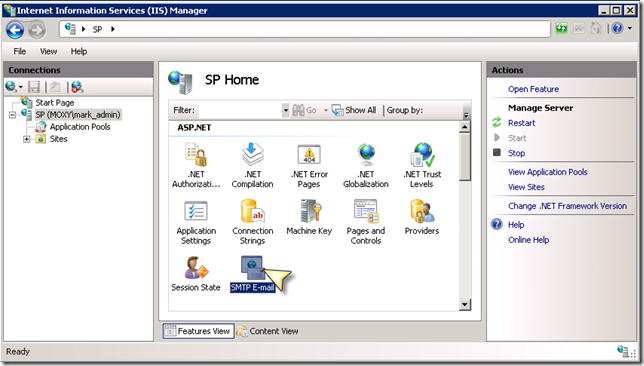 Internet Information Services (IIS) Manager
SP
File View Help
Connections
Start Page
SP (MOXY\mark_admin)
Application Pools
Sites
SP Home
Filter: Go Show All Group by:
ASP.NET
.NET Authorizati...
.NET Compilation
.NET Error Pages
.NET Globalization
.NET Trust Levels
Application Settings
Connection Strings
Machine Key
Pages and Controls
Providers
Session State
SMTP E-mail
Features View Content View
Actions
Open Feature
Manage Server
Restart
Start
Stop
View Application Pools
View Sites
Change .NET Framework Version
Help
Online Help
Ready